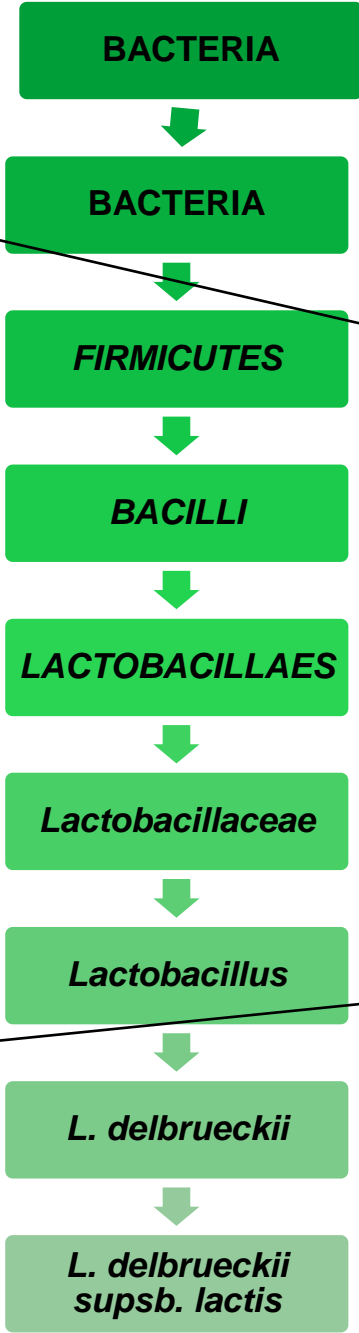 BACTERIA
BACTERIA
FIRMICUTES
BACILLI
LACTOBACILLAES
Lactobacillaceae
Lactobacillus
L. delbrueckii
L. delbrueckii
supsb. lactis